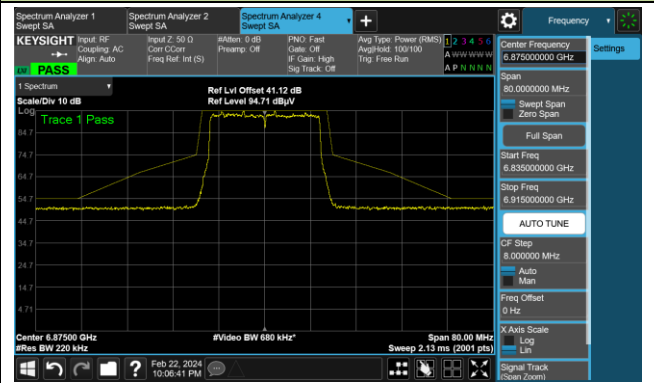 Spectrum Analyzer 1
Swept SA
Spectrum Analyzer 2
Swept SA
Spectrum Analyzer 4
Swept SA
Frequency
KEYSIGHT
Input: RF
Coupling: AC
Align: Auto
Input Z: 50 Ω
Corr CCorr
Freq Ref: Int (S)
#Atten: 0 dB
Preamp: Off
PNO: Fast
Gate: Off
IF Gain: High
Sig Track: Off
Avg Type: Power (RMS)
Avg|Hold: 100/100
Trig: Free Run
1 2 3 4 5 6
A W W W W W
A P N N N N
PASS
1 Spectrum
Scale/Div 10 dB
Ref Lvl Offset 41.12 dB
Ref Level 94.71 dBµV
Log
Trace 1 Pass
84.7
74.7
64.7
54.7
44.7
34.7
24.7
14.7
4.71
Center 6.87500 GHz
#Res BW 220 kHz
#Video BW 680 kHz*
Span 80.00 MHz
Sweep 2.13 ms (2001 pts)
Center Frequency
6.875000000 GHz
Settings
Span
80.0000000 MHz
Swept Span
Zero Span
Full Span
Start Freq
6.835000000 GHz
Stop Freq
6.915000000 GHz
AUTO TUNE
CF Step
8.000000 MHz
Auto
Man
Freq Offset
0 Hz
X Axis Scale
Log
Lin
Signal Track
(Span Zoom)
Feb 22, 2024
10:06:41 PM